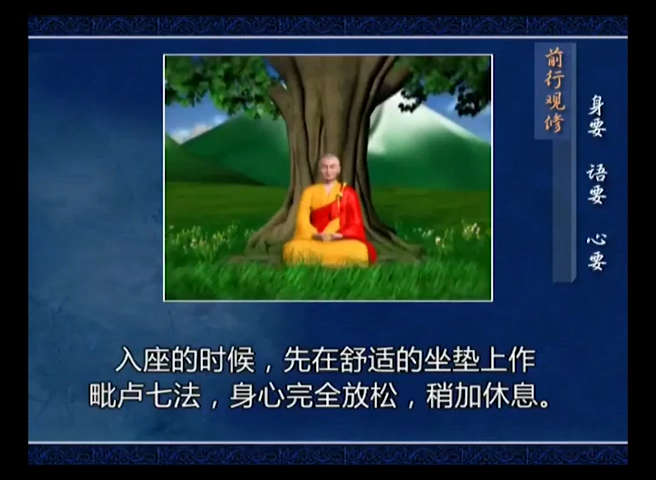 前行观修
身要 语要 心要
入座的时候，先在舒适的坐垫上作
毗卢七法，身心完全放松，稍加休息。